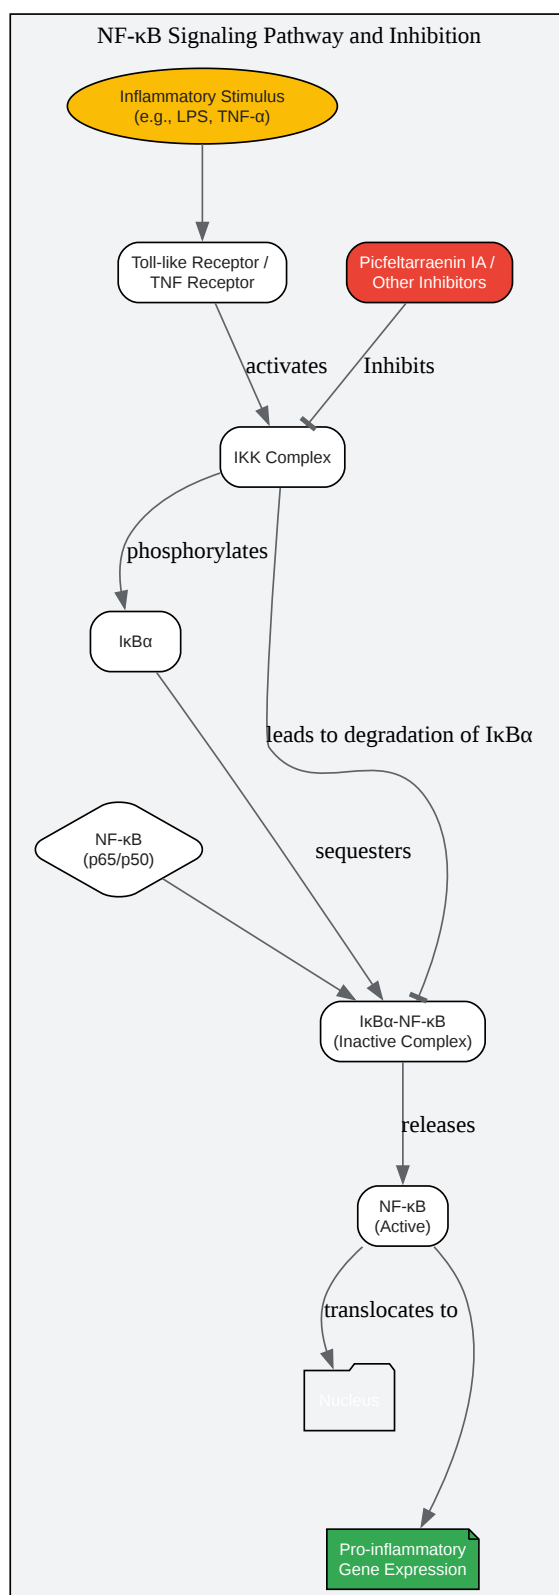 NF-κB Signaling Pathway and Inhibition
Inflammatory Stimulus
(e.g., LPS, TNF-α)
Toll-like Receptor /
TNF Receptor
Picfeltarraenin IA /
Other Inhibitors
activates
Inhibits
IKK Complex
phosphorylates
IκBα
leads to degradation of IκBα
NF-κB
(p65/p50)
sequesters
IκBα-NF-κB
(Inactive Complex)
releases
NF-κB
(Active)
translocates to
Nucleus
Pro-inflammatory
Gene Expression